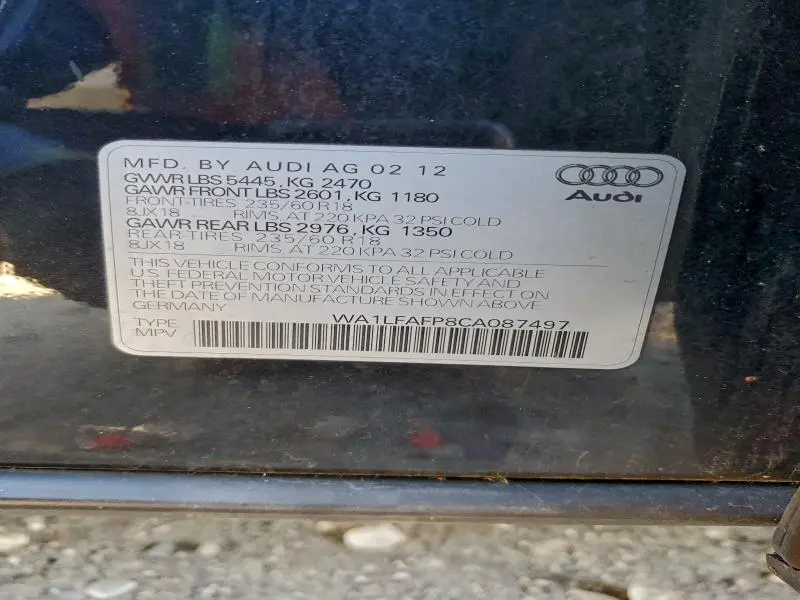 MFD. BY AUDI AG 02 12
GVWR LBS 5445, KG 2470
GAWR FRONT LBS 2601, KG 1180
FRONT-TIRES, 235/60 R18
8JX18 RIMS, AT 220 KPA 32 PSI COLD
GAWR REAR LBS 2976, KG 1350
REAR-TIRES, 235/60 R18
8JX18 RIMS, AT 220 KPA 32 PSI COLD
Audi
THIS VEHICLE CONFORMS TO ALL APPLICABLE
U.S. FEDERAL MOTOR VEHICLE SAFETY AND
THEFT PREVENTION STANDARDS IN EFFECT ON
THE DATE OF MANUFACTURE SHOWN ABOVE
GERMANY
WA1LFAFP8CA087497
TYPE
MPV